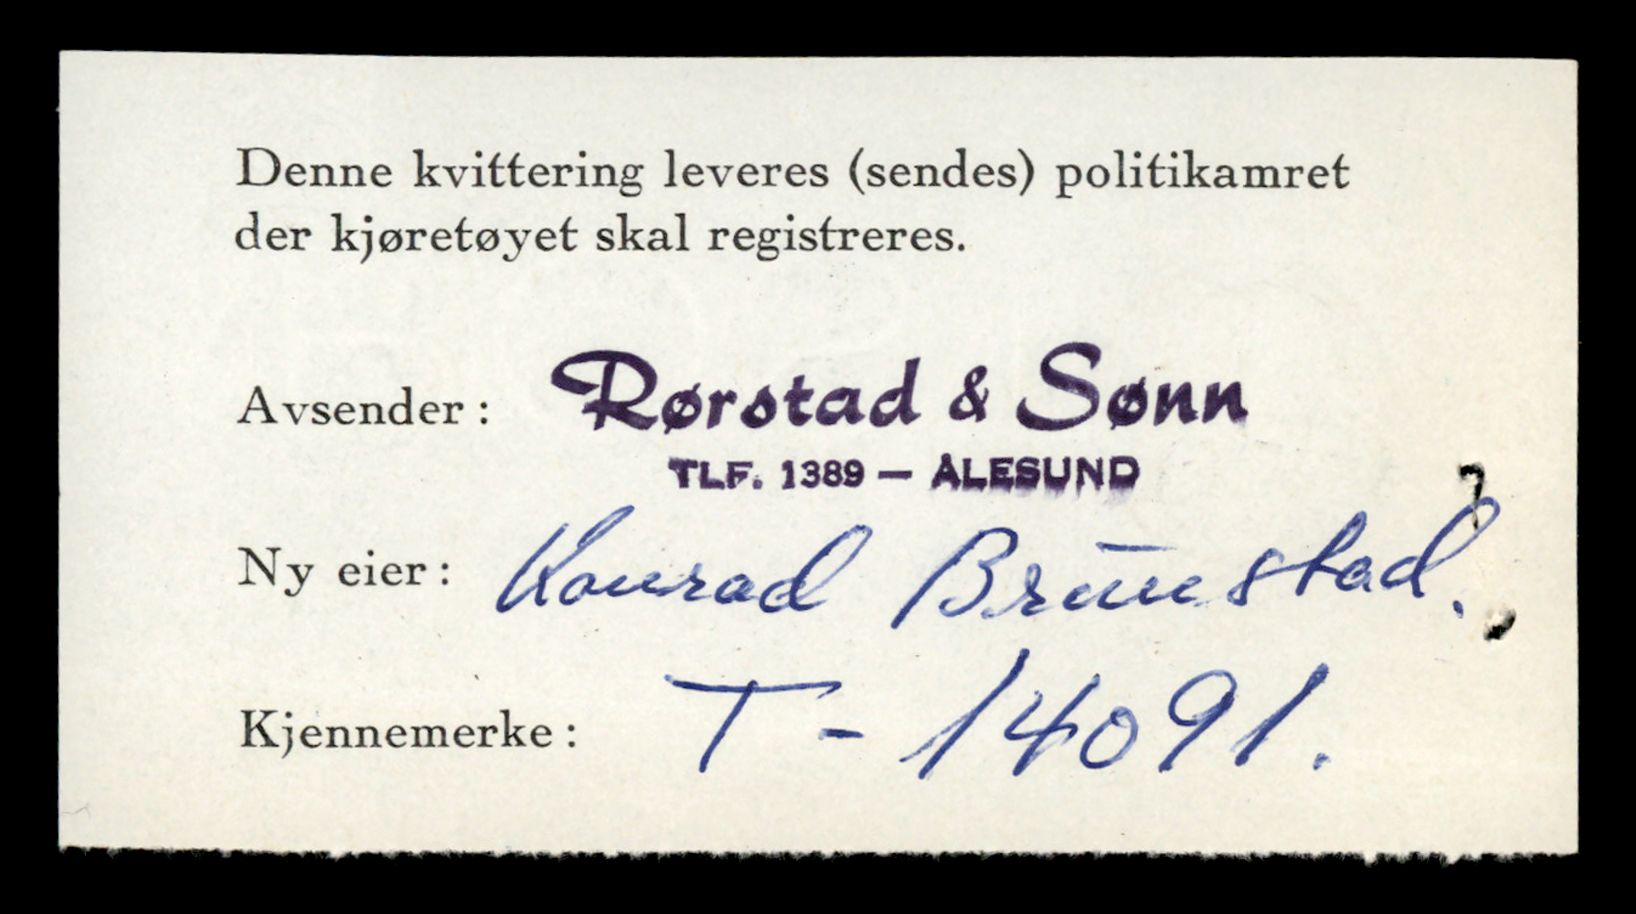 Denne kvittering leveres (sendes) politikamret
der kjøretøyet skal registreres.
Avsender: Rørstad & Sønn
TLF. 1389 — ÅLESUND
Ny eier: Konrad Brunstad.
Kjennemerke: T - 14091.